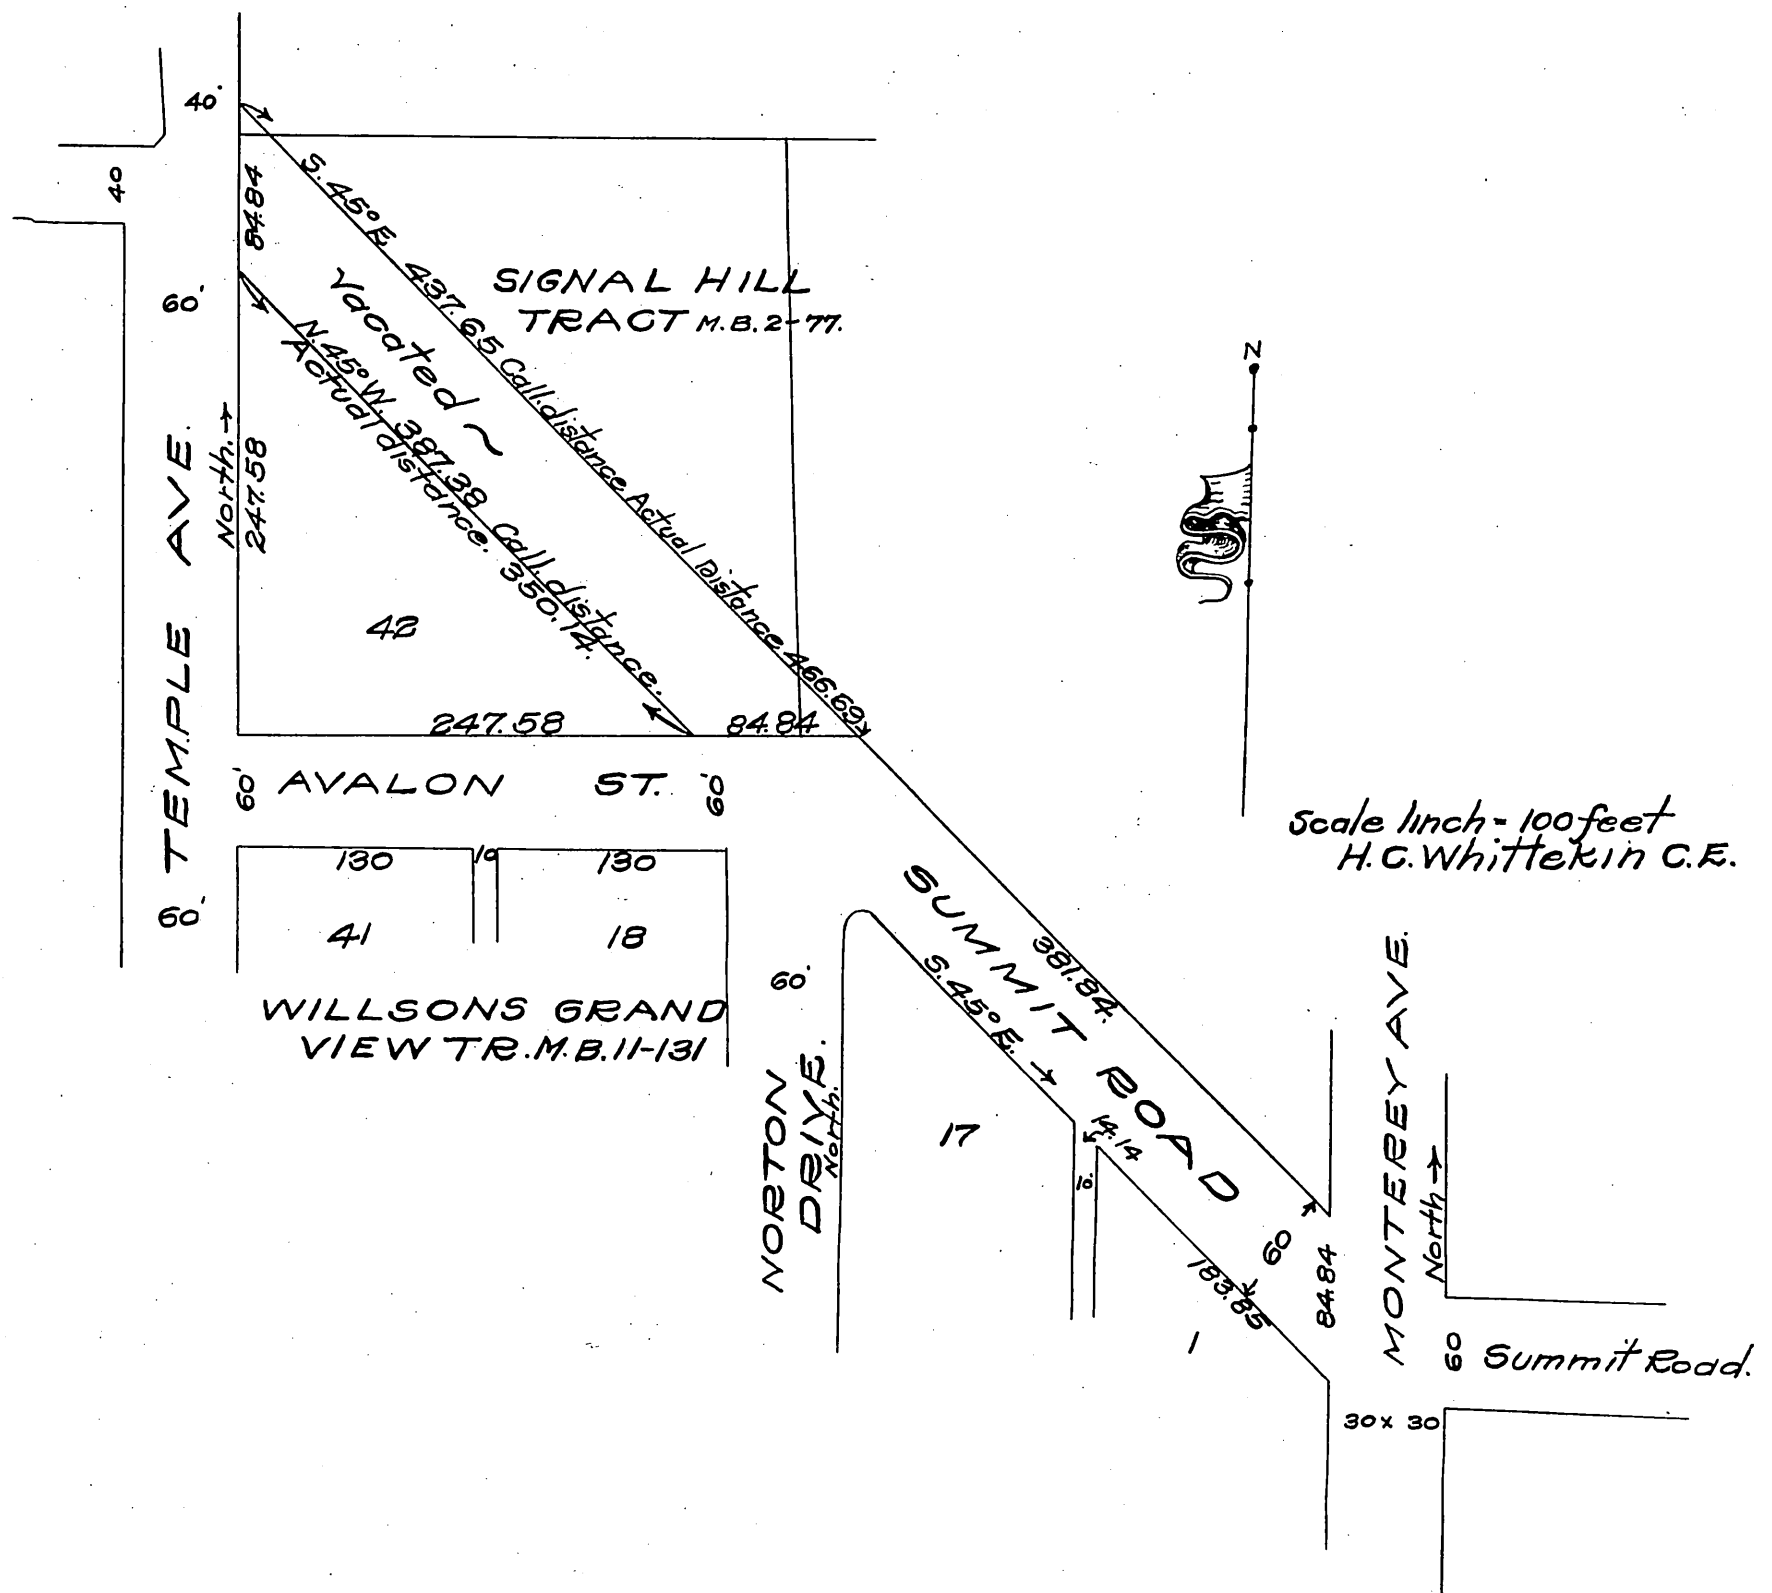 40.
40
84.84
S. 45° E. 437.65 Call. distance Actual Distance 466.69
SIGNAL HILL
TRACT M.B. 2-77.
Vacated ~
60.
N. 45° W. 387.38 Call. distance.
Actual distance. 350.14.
North. →
247.58
TEMPLE AVE.
42
N
247.58
84.84
60'
AVALON ST.
60'
Scale 1inch = 100 feet
H.C. Whittekin C.E.
130
10
130
60.
41
18
WILLSONS GRAND
VIEW TR. M.B. 11-131
SUMMIT ROAD
381.84.
S. 45° E. →
60.
NORTON
DRIVE.
North.
17
14.14
10.
60
183.85
84.84
1
MONTEREY AVE.
North →
60
Summit Road.
30 x 30